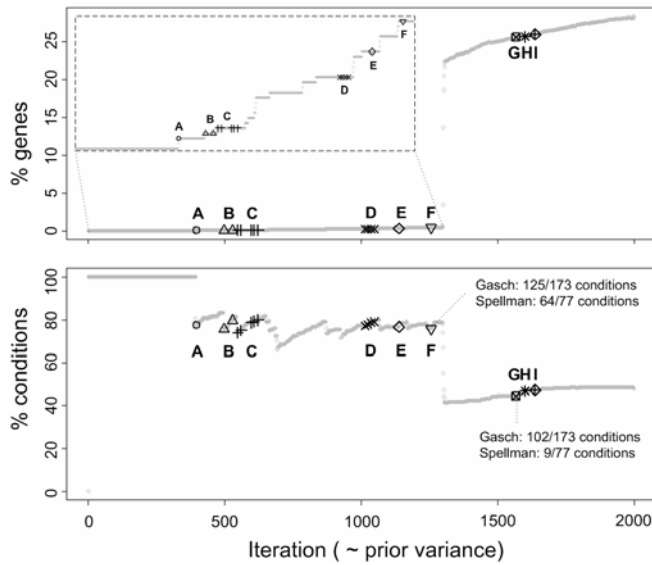 % genes
25
20
15
10
5
0
A
B
C
D
E
F
A
B
C
D
E
F
GHI
% conditions
100
80
60
40
20
0
A
B
C
D
E
F
GHI
Gasch: 125/173 conditions
Spellman: 64/77 conditions
Gasch: 102/173 conditions
Spellman: 9/77 conditions
0 500 1000 1500 2000
Iteration ( ~ prior variance)